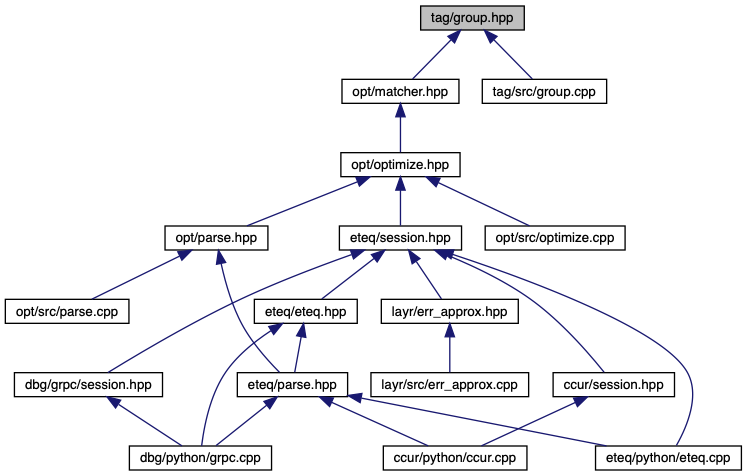 tag/group.hpp
opt/matcher.hpp
tag/src/group.cpp
opt/optimize.hpp
opt/parse.hpp
eteq/session.hpp
opt/src/optimize.cpp
opt/src/parse.cpp
eteq/eteq.hpp
layr/err_approx.hpp
dbg/grpc/session.hpp
eteq/parse.hpp
layr/src/err_approx.cpp
ccur/session.hpp
dbg/python/grpc.cpp
ccur/python/ccur.cpp
eteq/python/eteq.cpp